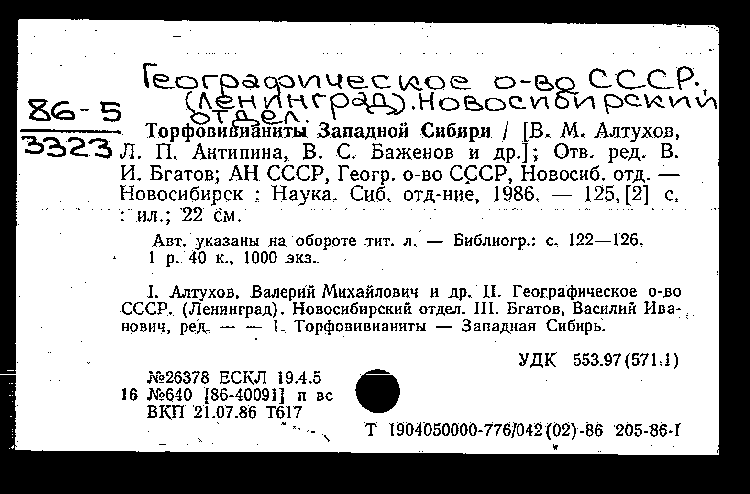 Географическое о-во СССР.
(Ленинград). Новосибирский
отдел.
86-5
3323
Торфовивианиты Западной Сибири / [В. М. Алтухов,
Л. П. Антипина, В. С. Баженов и др.]; Отв. ред. В.
И. Бгатов; АН СССР, Геогр. о-во СССР, Новосиб. отд. —
Новосибирск : Наука. Сиб. отд-ние, 1986. — 125,[2] с.
: ил.; 22 см.
Авт. указаны на обороте тит. л. — Библиогр.: с. 122—126.
1 р. 40 к., 1000 экз.
I. Алтухов, Валерий Михайлович и др. II. Географическое о-во
СССР. (Ленинград). Новосибирский отдел. III. Бгатов, Василий Ива-
нович, ред. — — 1. Торфовивианиты — Западная Сибирь.
УДК 553.97(571.1)
№26378 ЕСКЛ 19.4.5
16 №640 [86-40091] п вс
ВКП 21.07.86 Т617
Т 1904050000-776/042(02)-86 205-86-I